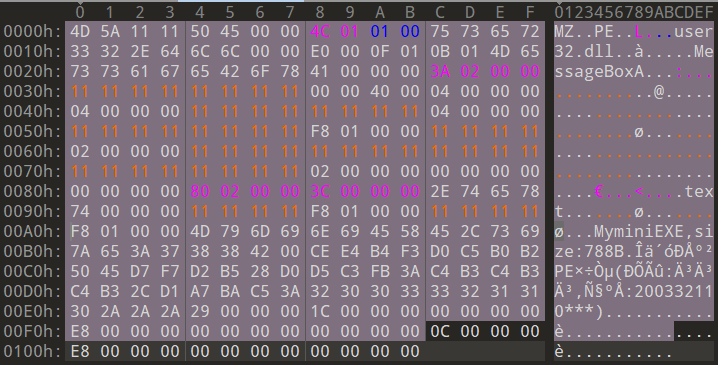 0 1 2 3 4 5 6 7 8 9 A B C D E F 0123456789ABCDEF
0000h: 4D 5A 11 11 50 45 00 00 4C 01 01 00 75 73 65 72 MZ..PE..L...user
0010h: 33 32 2E 64 6C 6C 00 00 E0 00 0F 01 0B 01 4D 65 32.dll..à.....Me
0020h: 73 73 61 67 65 42 6F 78 41 00 00 00 3A 02 00 00 ssageBoxA...:...
0030h: 11 11 11 11 11 11 11 11 00 00 40 00 04 00 00 00 ..........@.....
0040h: 04 00 00 00 11 11 11 11 11 11 11 11 04 00 00 00 ................
0050h: 11 11 11 11 11 11 11 11 F8 01 00 00 11 11 11 11 ........ø.......
0060h: 02 00 00 00 11 11 11 11 11 11 11 11 11 11 11 11 ................
0070h: 11 11 11 11 11 11 11 11 02 00 00 00 00 00 00 00 ................
0080h: 00 00 00 00 80 02 00 00 3C 00 00 00 2E 74 65 78 ....€...<....tex
0090h: 74 00 00 00 11 11 11 11 F8 01 00 00 11 11 11 11 t.......ø.......
00A0h: F8 01 00 00 4D 79 6D 69 6E 69 45 58 45 2C 73 69 ø...MyminiEXE,si
00B0h: 7A 65 3A 37 38 38 42 00 CE E4 B4 F3 D0 C5 B0 B2 ze:788B.Îä´óÐÅ°²
00C0h: 50 45 D7 F7 D2 B5 28 D0 D5 C3 FB 3A C4 B3 C4 B3 PE×÷Òµ(ÐÕÃû:Ä³Ä³
00D0h: C4 B3 2C D1 A7 BA C5 3A 32 30 30 33 33 32 31 31 Ä³,Ñ§ºÅ:20033211
00E0h: 30 2A 2A 2A 29 00 00 00 1C 00 00 00 00 00 00 00 0***)...........
00F0h: E8 00 00 00 00 00 00 00 00 00 00 00 0C 00 00 00 è...............
0100h: E8 00 00 00 00 00 00 00 00 00 00 00 è...........